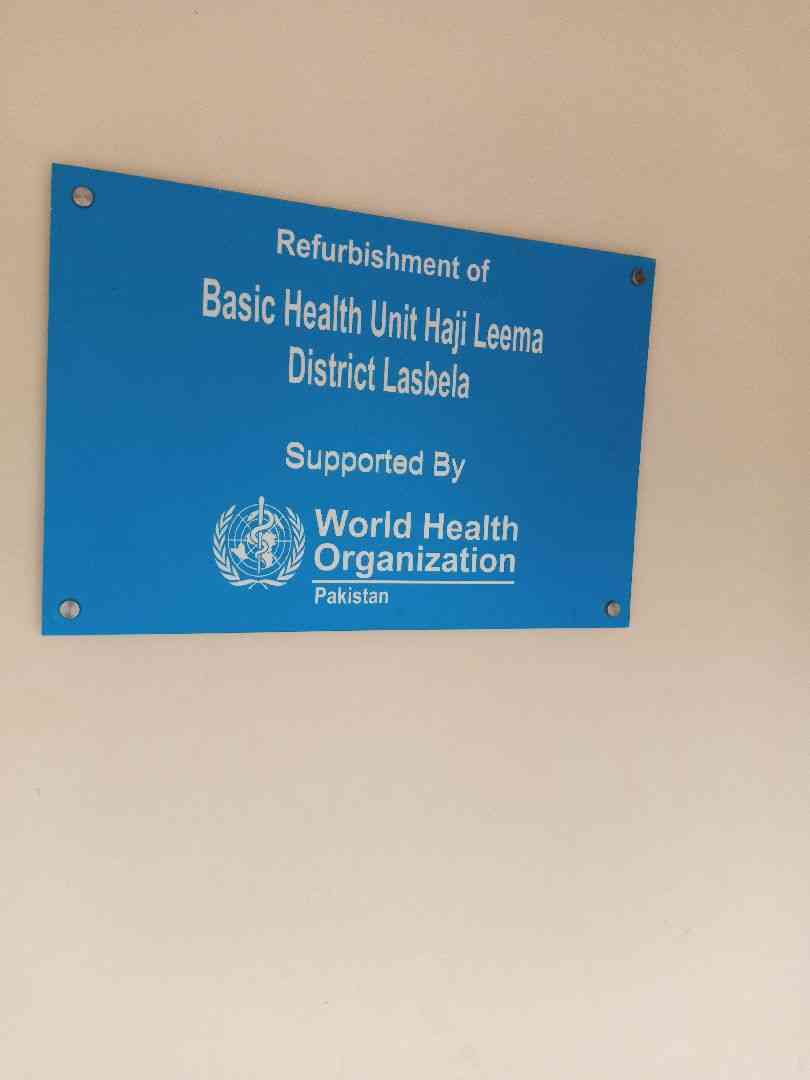 Refurbishment of
Basic Health Unit Haji Leema
District Lasbela
Supported By
World Health
Organization
Pakistan